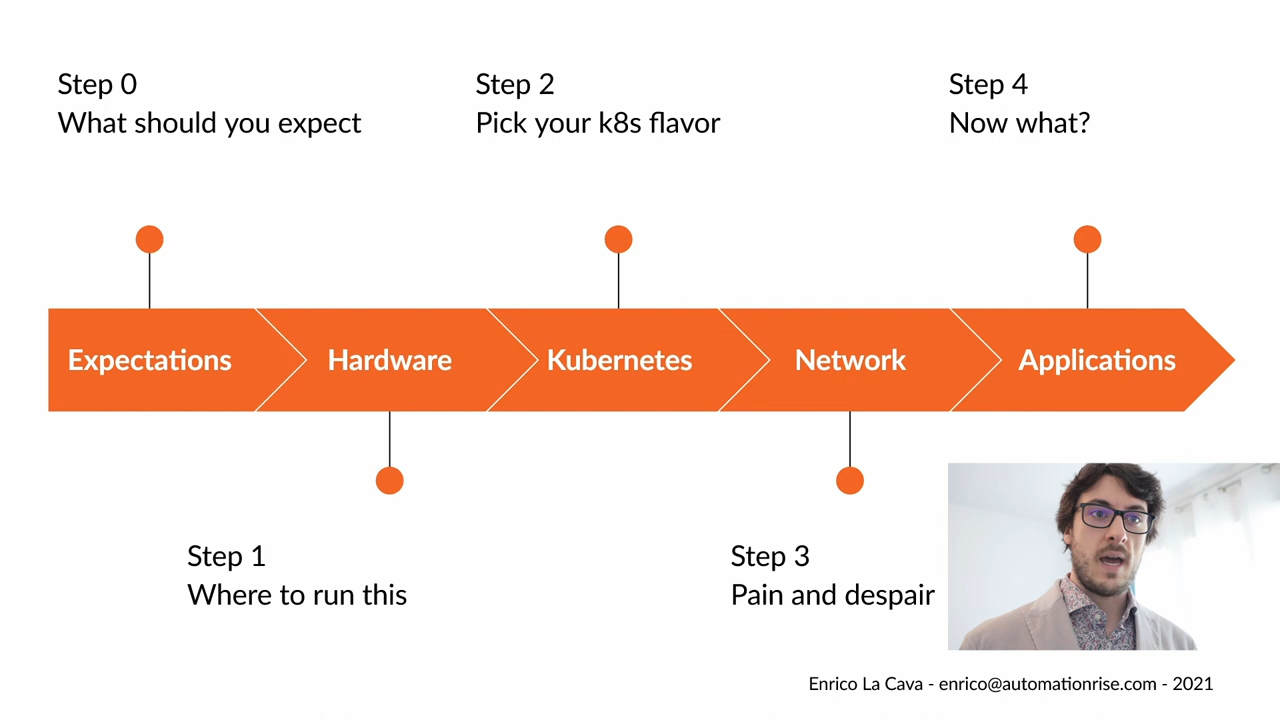 Step 0
What should you expect
Step 2
Pick your k8s flavor
Step 4
Now what?
Expectations
Hardware
Kubernetes
Network
Applications
Step 1
Where to run this
Step 3
Pain and despair
Enrico La Cava - enrico@automationrise.com - 2021